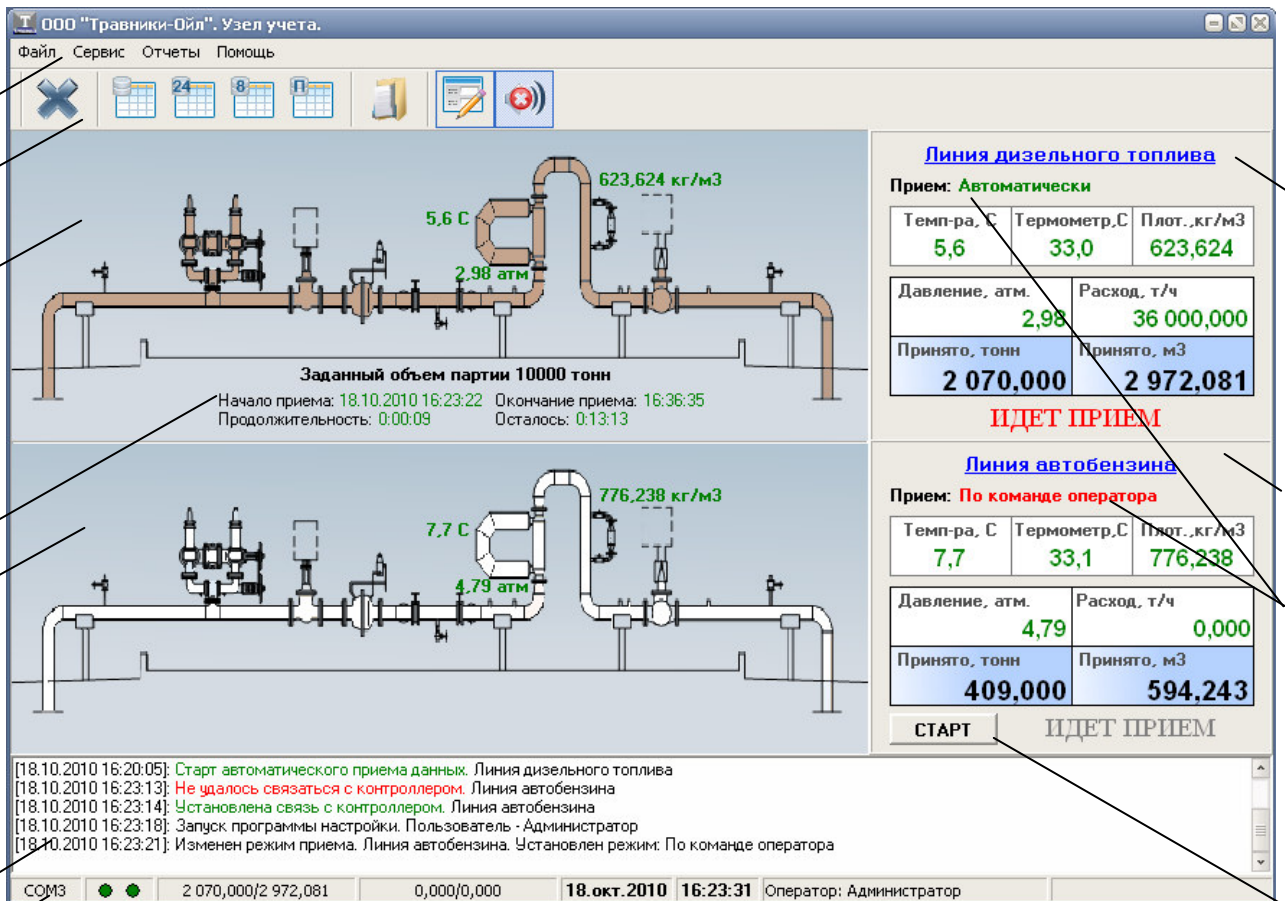 ООО "Травники-Ойл". Узел учета.
Файл Сервис Отчеты Помощь
24 8 П
623,624 кг/м3
5,6 С
2,98 атм
Заданный объем партии 10000 тонн
Начало приема: 18.10.2010 16:23:22 Окончание приема: 16:36:35
Продолжительность: 0:00:09 Осталось: 0:13:13
Линия дизельного топлива
Прием: Автоматически
Темп-ра, С Термометр,С Плот.,кг/м3
5,6 33,0 623,624
Давление, атм. Расход, т/ч
2,98 36 000,000
Принято, тонн Принято, м3
2 070,000 2 972,081
ИДЕТ ПРИЕМ
776,238 кг/м3
7,7 С
4,79 атм
Линия автобензина
Прием: По команде оператора
Темп-ра, С Термометр,С Плот.,кг/м3
7,7 33,1 776,238
Давление, атм. Расход, т/ч
4,79 0,000
Принято, тонн Принято, м3
409,000 594,243
СТАРТ ИДЕТ ПРИЕМ
[18.10.2010 16:20:05]: Старт автоматического приема данных. Линия дизельного топлива
[18.10.2010 16:23:13]: Не удалось связаться с контроллером. Линия автобензина
[18.10.2010 16:23:14]: Установлена связь с контроллером. Линия автобензина
[18.10.2010 16:23:18]: Запуск программы настройки. Пользователь - Администратор
[18.10.2010 16:23:21]: Изменен режим приема. Линия автобензина. Установлен режим: По команде оператора
COM3 2 070,000/2 972,081 0,000/0,000 18.окт.2010 16:23:31 Оператор: Администратор